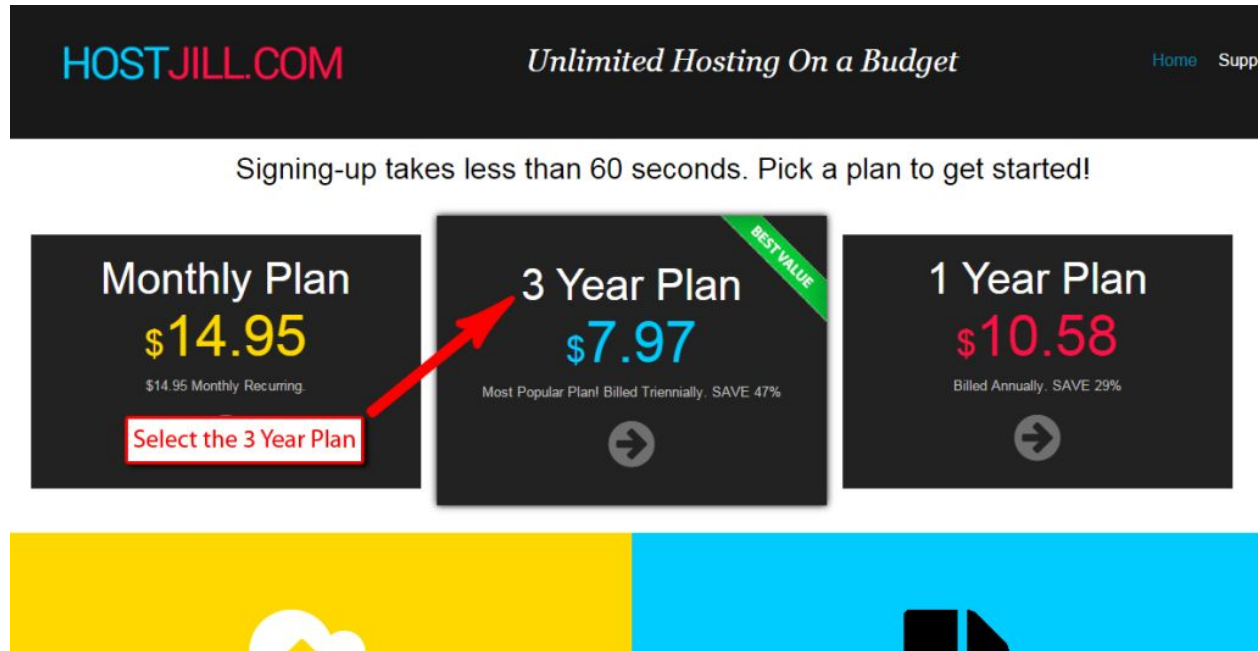 HOSTJILL.COM
Unlimited Hosting On a Budget
Home
Signing-up takes less than 60 seconds. Pick a plan to get started!
Monthly Plan
$14.95
$14.95 Monthly Recurring.
Select the 3 Year Plan
BEST VALUE
3 Year Plan
$7.97
Most Popular Plan! Billed Triennially. SAVE 47%
1 Year Plan
$10.58
Billed Annually. SAVE 29%